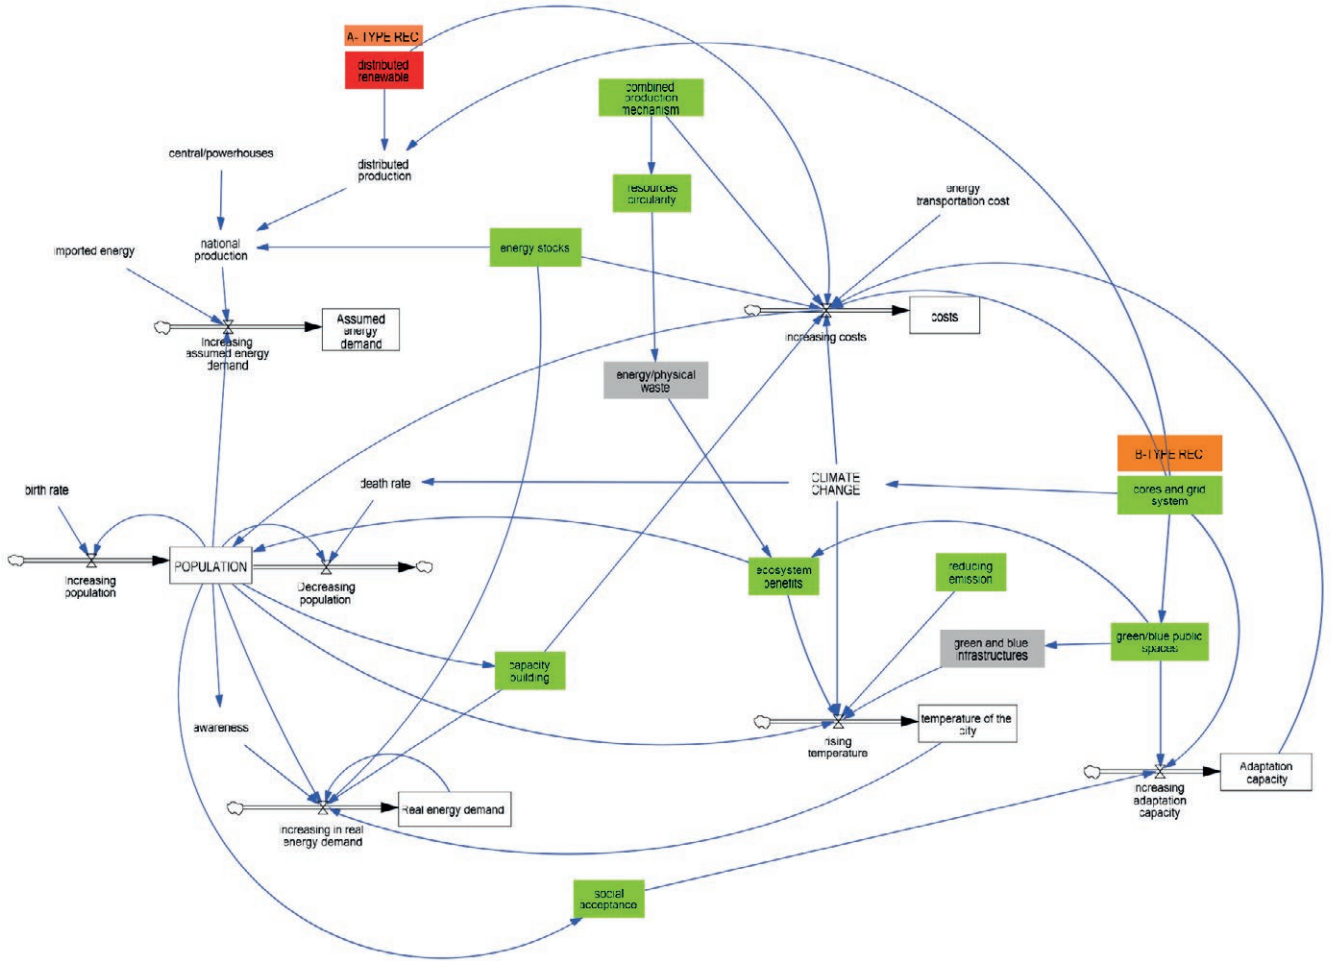 A- TYPE REC
distributed
renewable
combined
production
mechanism
central/powerhouses
distributed
production
resources
circularity
energy
transportation cost
imported energy
national
production
energy stocks
Assumed
energy
demand
Increasing
assumed energy
demand
costs
increasing costs
energy/physical
waste
B-TYPE REC
cores and grid
system
CLIMATE
CHANGE
birth rate
death rate
POPULATION
Increasing
population
Decreasing
population
ecosystem
benefits
reducing
emission
green/blue public
spaces
green and blue
infrastructures
capacity
building
awareness
temperature of the
city
rising
temperature
Adaptation
capacity
ncreasing
adaptation
capacity
Real energy demand
increasing in real
energy demand
social
acceptance